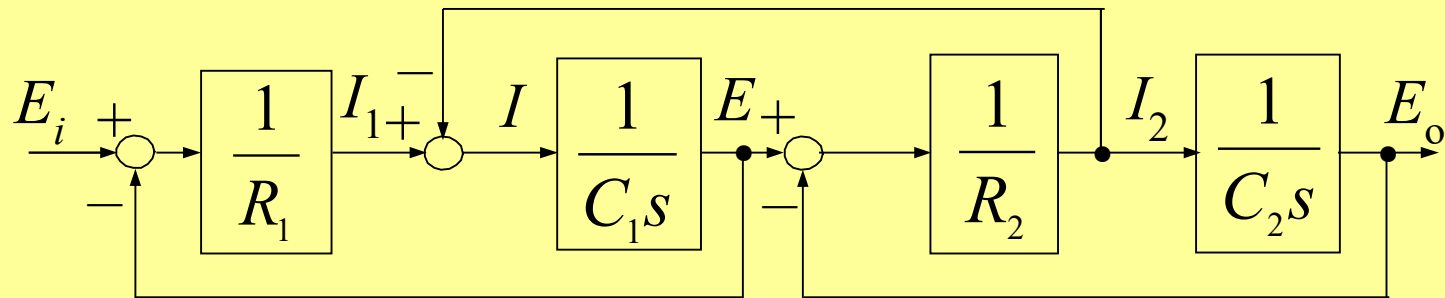 E_i + − 1/R_1 I_1 + − I 1/(C_1 s) E + − 1/R_2 I_2 1/(C_2 s) E_o